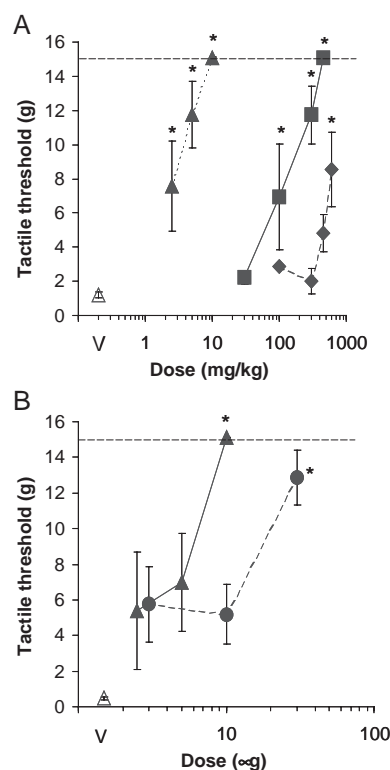 A
Tactile threshold (g)
16
14
12
10
8
6
4
2
0
* * *
* * * *
V 1 10 100 1000
Dose (mg/kg)
B
Tactile threshold (g)
16
14
12
10
8
6
4
2
0
*
*
V 10 100
Dose (∝g)